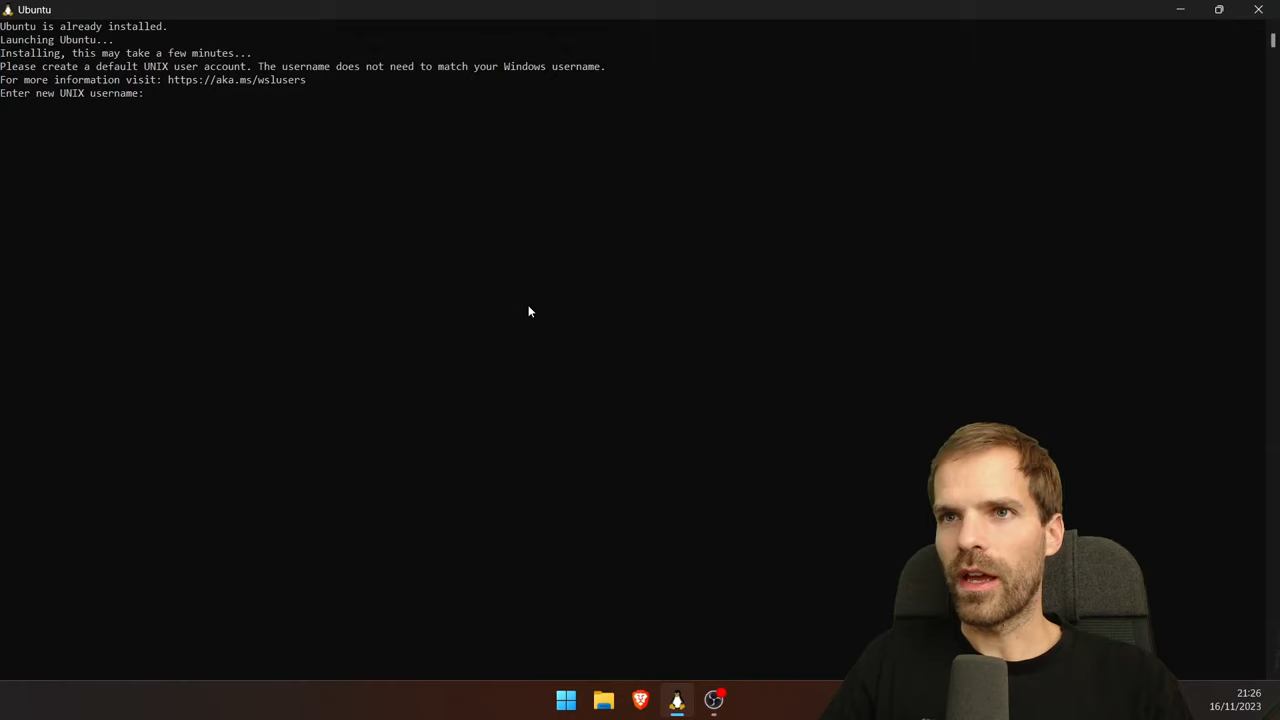 Ubuntu
Ubuntu is already installed.
Launching Ubuntu...
Installing, this may take a few minutes...
Please create a default UNIX user account. The username does not need to match your Windows username.
For more information visit: https://aka.ms/wslusers
Enter new UNIX username:
21:26
16/11/2023